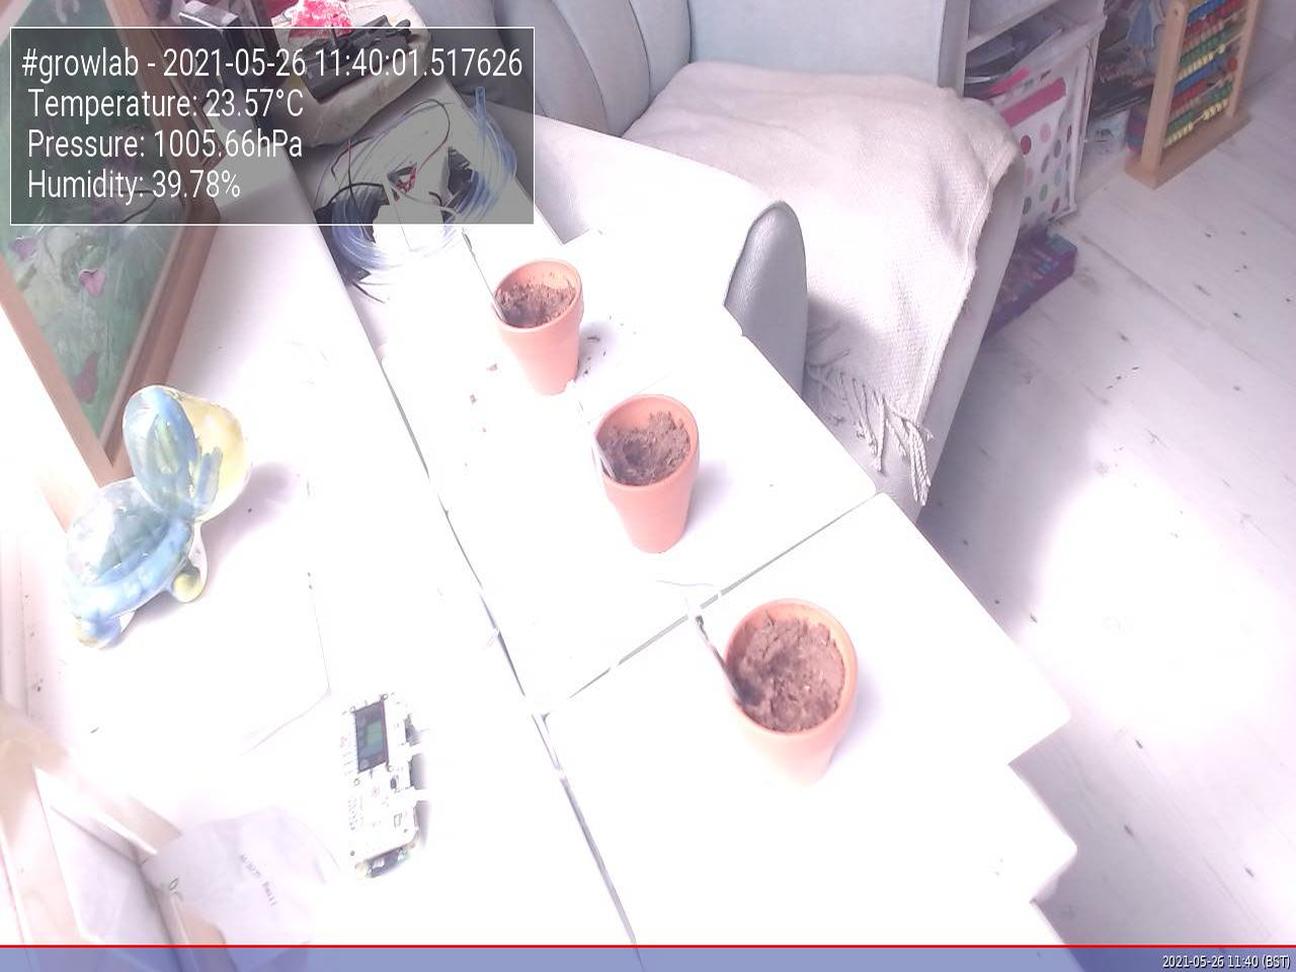 #growlab - 2021-05-26 11:40:01.517626
Temperature: 23.57°C
Pressure: 1005.66hPa
Humidity: 39.78%
2021-05-26 11:40 (BST)